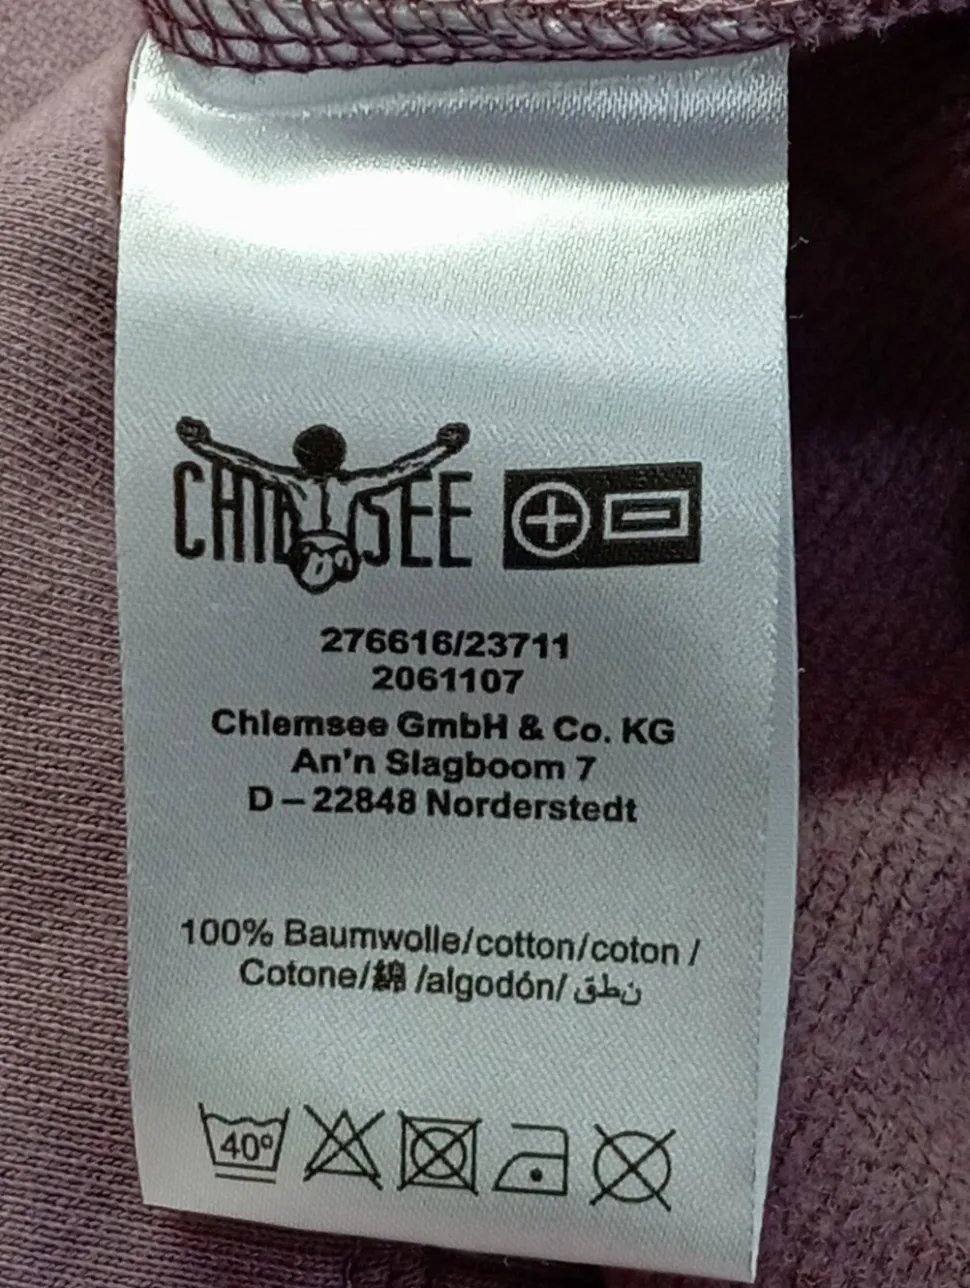 CHIEMSEE
276616/23711
2061107
Chiemsee GmbH & Co. KG
An'n Slagboom 7
D – 22848 Norderstedt
100% Baumwolle/cotton/coton /
Cotone/綿 /algodón/ نطق
40°